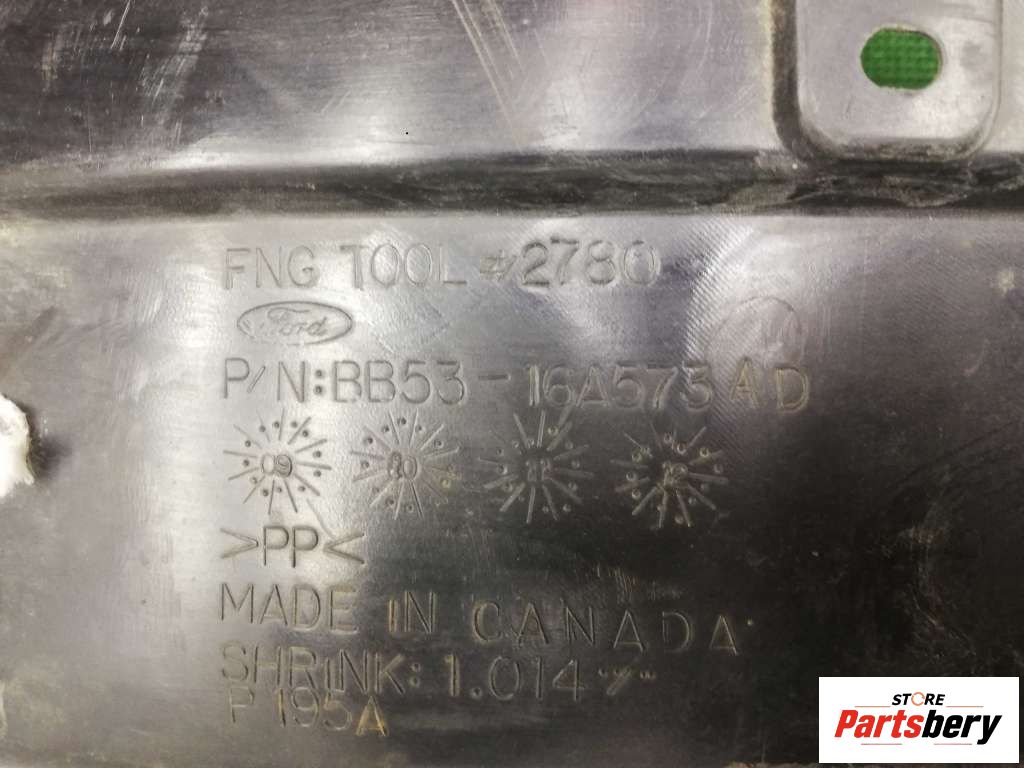 FNG TOOL #2780
Ford
P/N:BB53-16A573AD
09 10 11 12
>PP<
MADE IN CANADA
SHRINK: 1.014
P195A
STORE
Partsbery